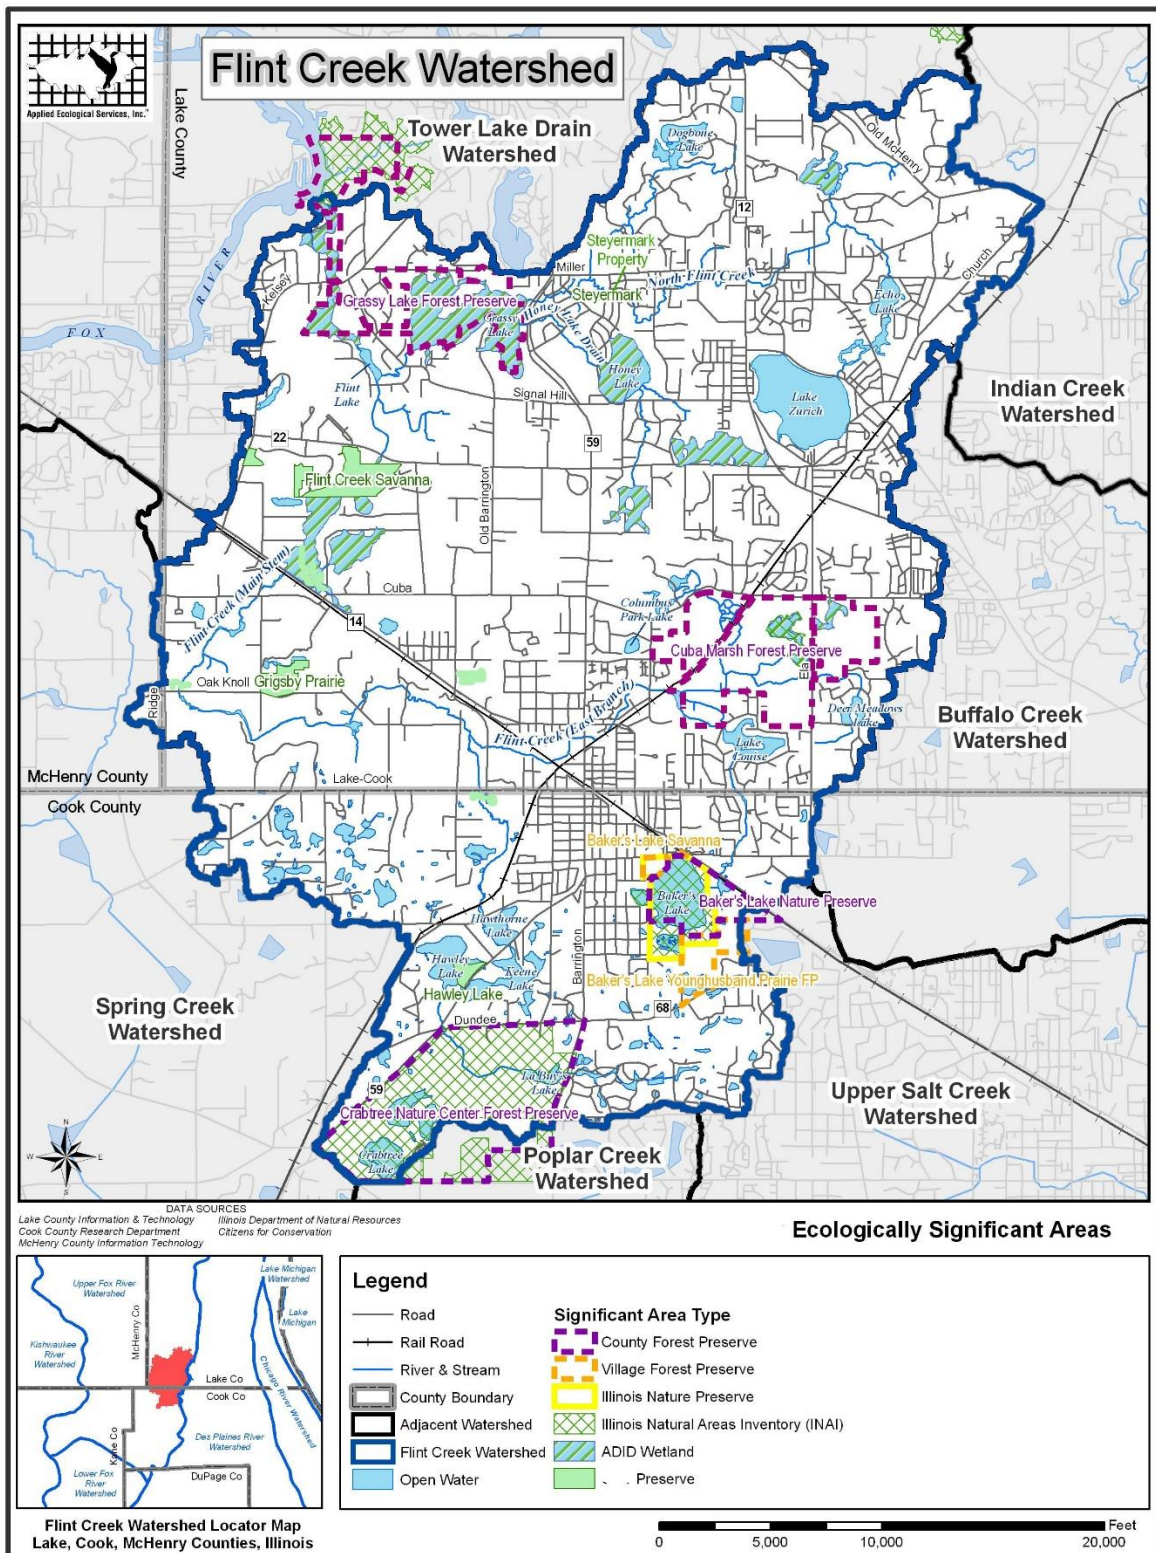 Flint Creek Watershed
Applied Ecological Services, Inc.™
Lake County
Tower Lake Drain
Watershed
Dogbone
Lake
Old McHenry
12
Steyermark
Property
Miller
North Flint Creek
Steyermark
Church
Kelsey
RIVER
FOX
Grassy Lake Forest Preserve
Grassy
Lake
Honey Lake Drain
Echo
Lake
Flint
Lake
Honey
Lake
Signal Hill
Lake
Zurich
Indian Creek
Watershed
22
59
Flint Creek Savanna
Old Barrington
Flint Creek (Main Stem)
Cuba
14
Columbus
Park Lake
Cuba Marsh Forest Preserve
Ela
Oak Knoll
Grigsby Prairie
Ridge
Flint Creek (East Branch)
Deer Meadows
Lake
Lake
Louise
Buffalo Creek
Watershed
McHenry County
Lake-Cook
Cook County
Baker's Lake Savanna
Baker's
Lake
Baker's Lake Nature Preserve
Hawthorne
Lake
Hawley
Lake
Keene
Lake
Barrington
Hawley Lake
Baker's Lake Younghusband Prairie FP
Spring Creek
Watershed
Dundee
68
59
La Buy's
Lake
Crabtree Nature Center Forest Preserve
Upper Salt Creek
Watershed
Crabtree
Lake
Poplar Creek
Watershed
N
W
E
S
DATA SOURCES
Lake County Information & Technology
Illinois Department of Natural Resources
Cook County Research Department
Citizens for Conservation
McHenry County Information Technology
Ecologically Significant Areas
Upper Fox River
Watershed
Lake Michigan
Watershed
Lake
Michigan
McHenry Co
Kishwaukee
River
Watershed
Chicago River Watershed
Lake Co
Cook Co
Kane Co
Des Plaines River
Watershed
Lower Fox
River
Watershed
DuPage Co
Flint Creek Watershed Locator Map
Lake, Cook, McHenry Counties, Illinois
Legend
Road
Rail Road
River & Stream
County Boundary
Adjacent Watershed
Flint Creek Watershed
Open Water
Significant Area Type
County Forest Preserve
Village Forest Preserve
Illinois Nature Preserve
Illinois Natural Areas Inventory (INAI)
ADID Wetland
Preserve
Feet
0
5,000
10,000
20,000